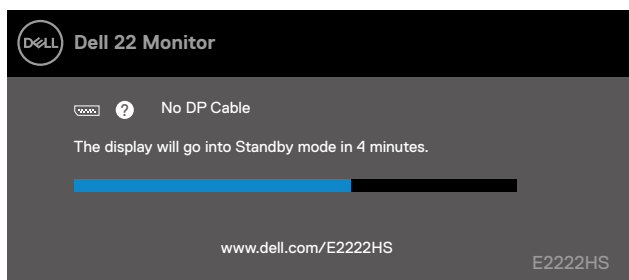 DELL Dell 22 Monitor
? No DP Cable
The display will go into Standby mode in 4 minutes.
www.dell.com/E2222HS
E2222HS